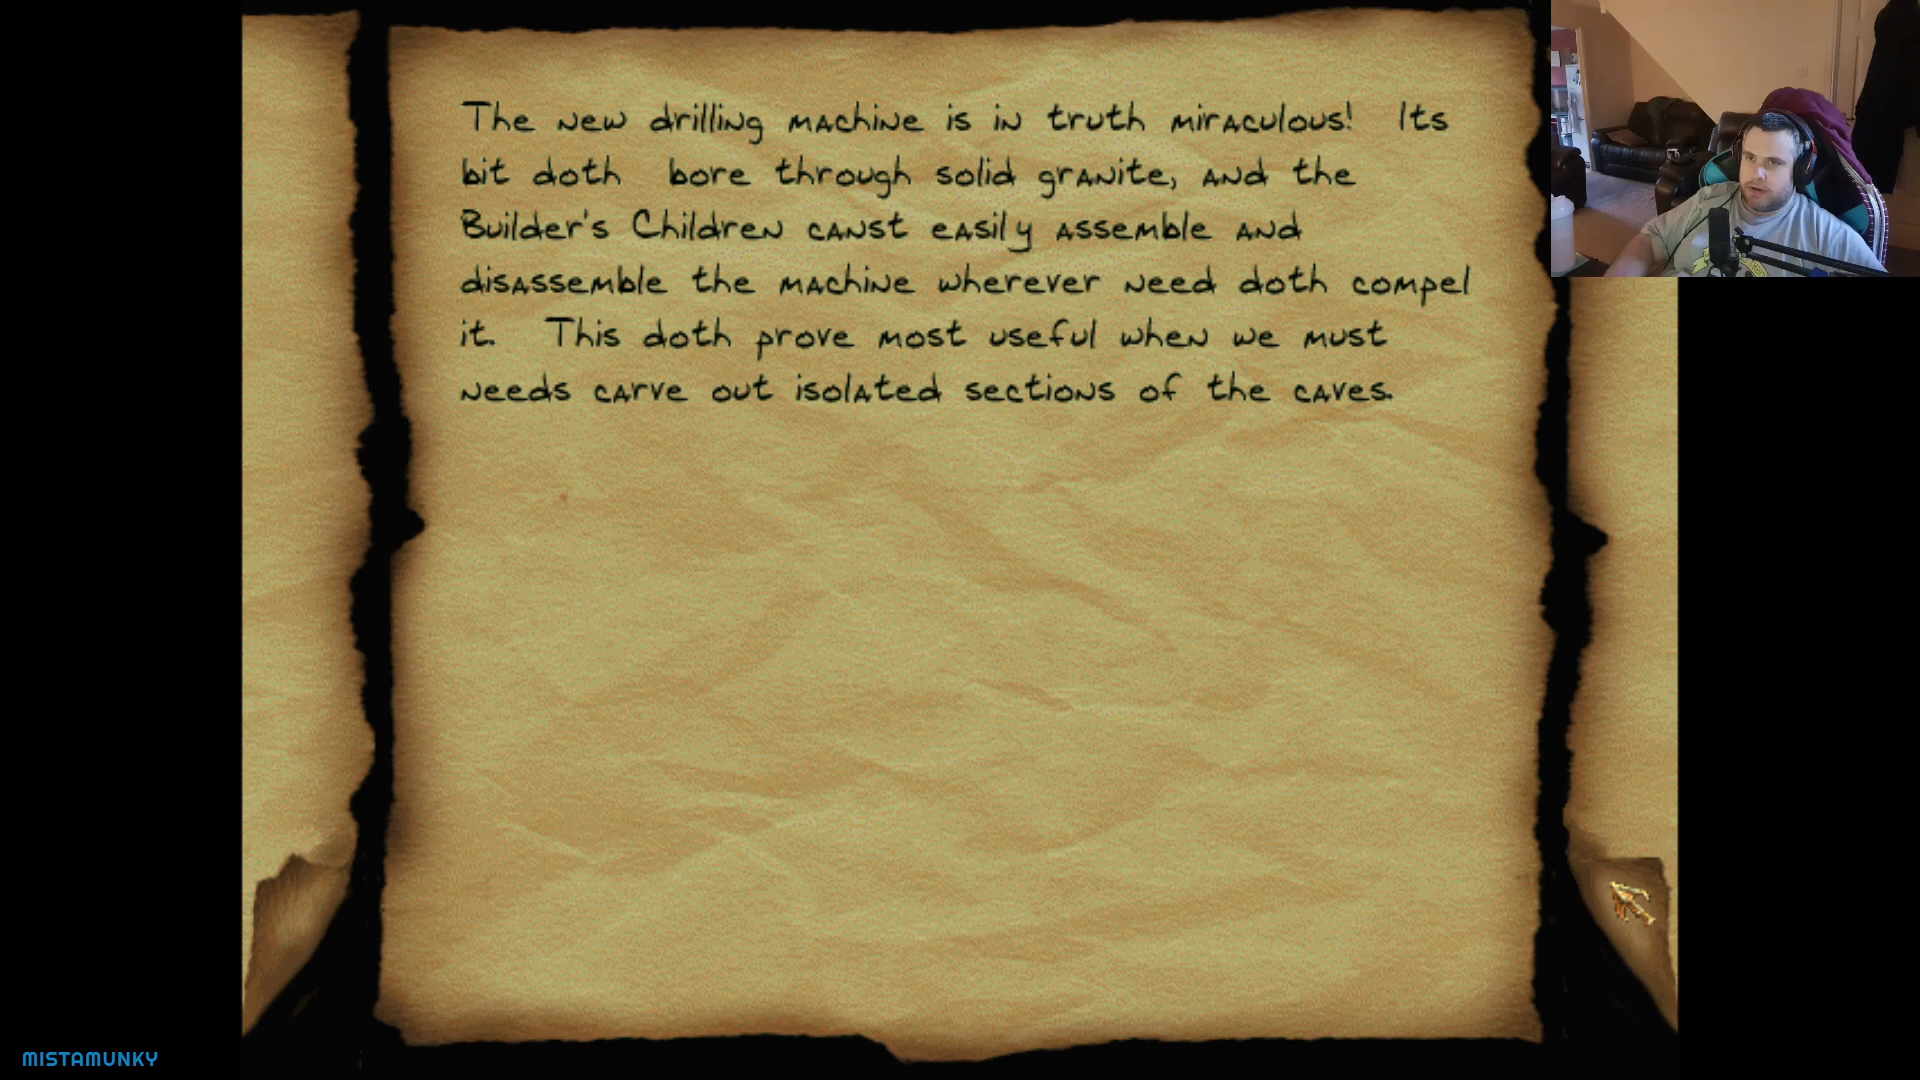 The new drilling machine is in truth miraculous! Its
bit doth bore through solid granite, and the
Builder's Children canst easily assemble and
disassemble the machine wherever need doth compel
it. This doth prove most useful when we must
needs carve out isolated sections of the caves.
MISTAMUNKY